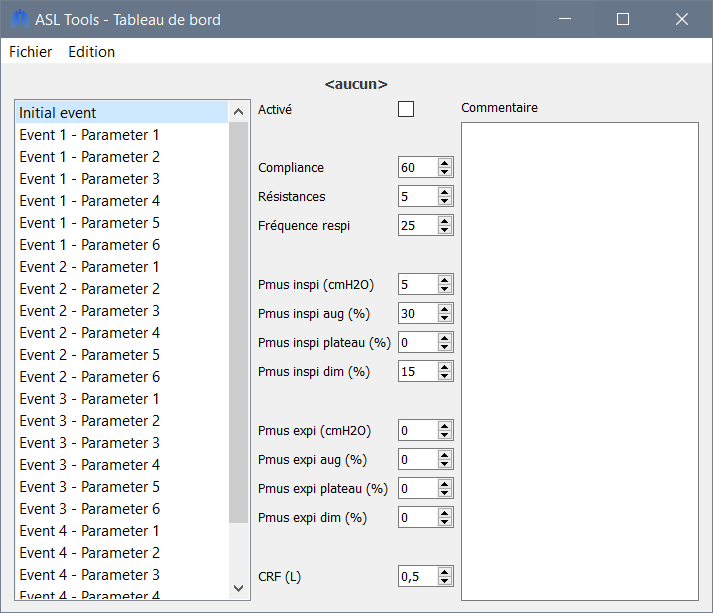 ASL Tools - Tableau de bord
Fichier Edition
<aucun>
Initial event
Event 1 - Parameter 1
Event 1 - Parameter 2
Event 1 - Parameter 3
Event 1 - Parameter 4
Event 1 - Parameter 5
Event 1 - Parameter 6
Event 2 - Parameter 1
Event 2 - Parameter 2
Event 2 - Parameter 3
Event 2 - Parameter 4
Event 2 - Parameter 5
Event 2 - Parameter 6
Event 3 - Parameter 1
Event 3 - Parameter 2
Event 3 - Parameter 3
Event 3 - Parameter 4
Event 3 - Parameter 5
Event 3 - Parameter 6
Event 4 - Parameter 1
Event 4 - Parameter 2
Event 4 - Parameter 3
Event 4 - Parameter 4
Activé
Compliance 60
Résistances 5
Fréquence respi 25
Pmus inspi (cmH2O) 5
Pmus inspi aug (%) 30
Pmus inspi plateau (%) 0
Pmus inspi dim (%) 15
Pmus expi (cmH2O) 0
Pmus expi aug (%) 0
Pmus expi plateau (%) 0
Pmus expi dim (%) 0
CRF (L) 0,5
Commentaire